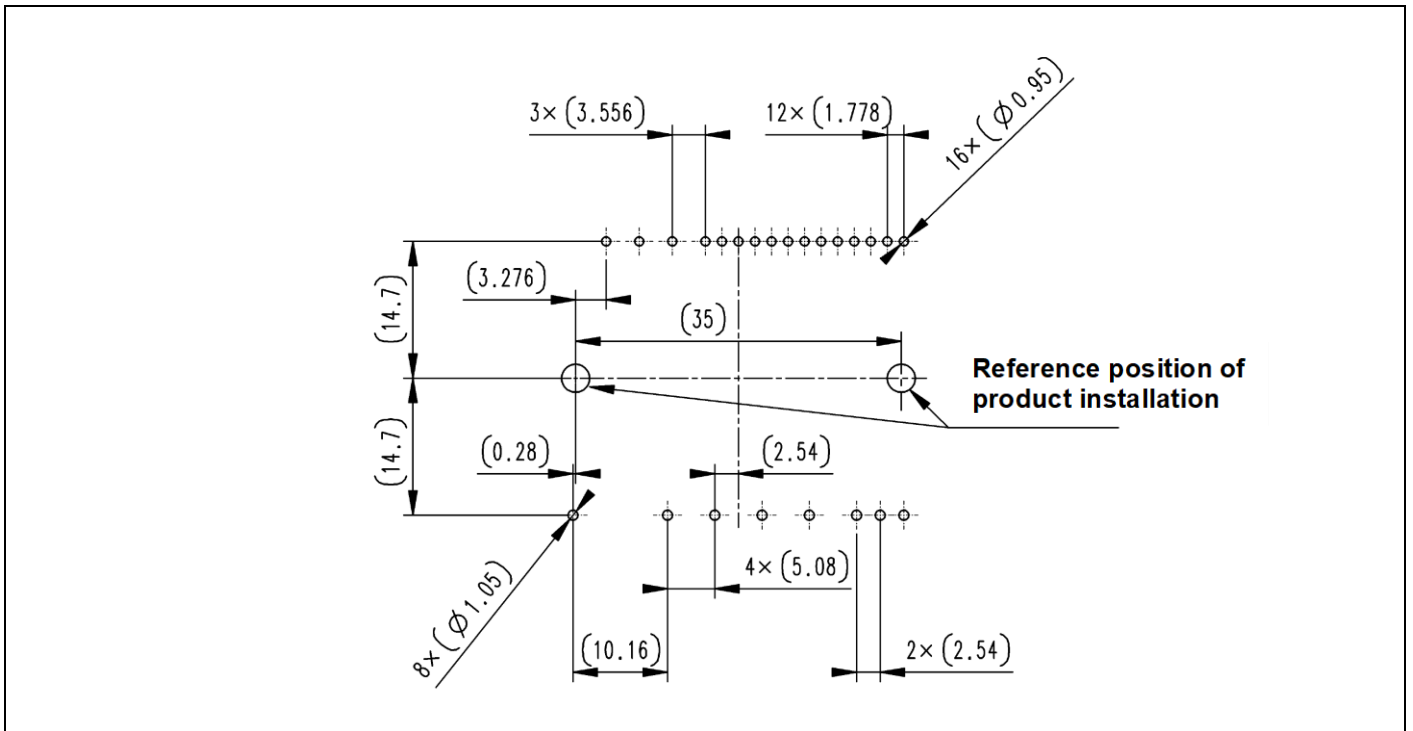 3× (3.556)
12× (1.778)
16× (Ø0.95)
(3.276)
(14.7)
(35)
Reference position of
product installation
(14.7)
(0.28)
(2.54)
4× (5.08)
8× (Ø1.05)
(10.16)
2× (2.54)